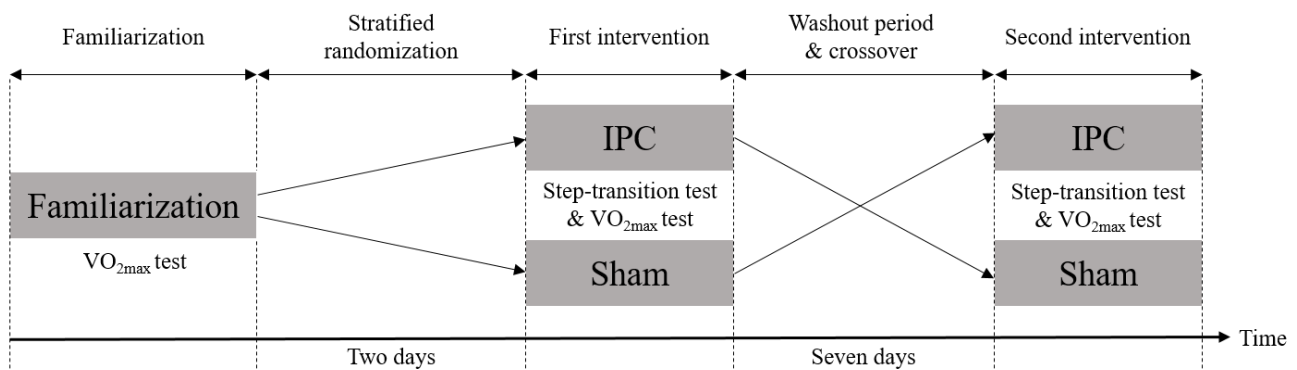 Familiarization
Stratified
randomization
First intervention
Washout period
& crossover
Second intervention
Familiarization
VO2max test
IPC
Step-transition test
& VO2max test
Sham
IPC
Step-transition test
& VO2max test
Sham
Time
Two days
Seven days